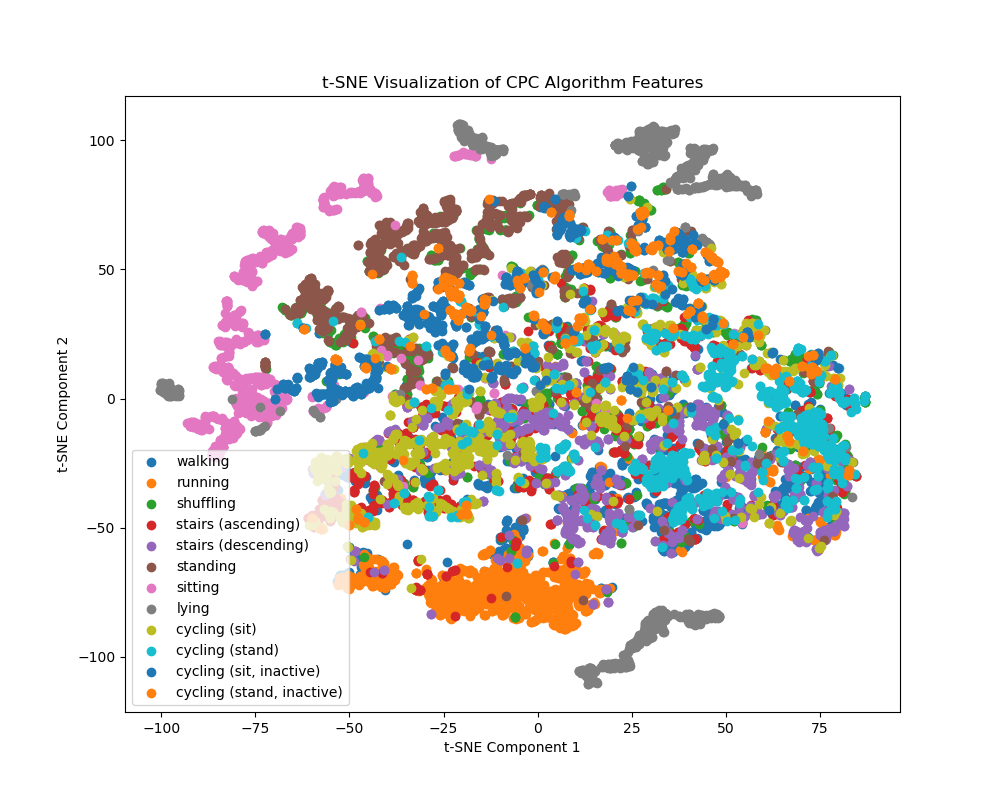 t-SNE Visualization of CPC Algorithm Features
100
50
0
−50
−100
t-SNE Component 2
walking
running
shuffling
stairs (ascending)
stairs (descending)
standing
sitting
lying
cycling (sit)
cycling (stand)
cycling (sit, inactive)
cycling (stand, inactive)
−100
−75
−50
−25
0
25
50
75
t-SNE Component 1